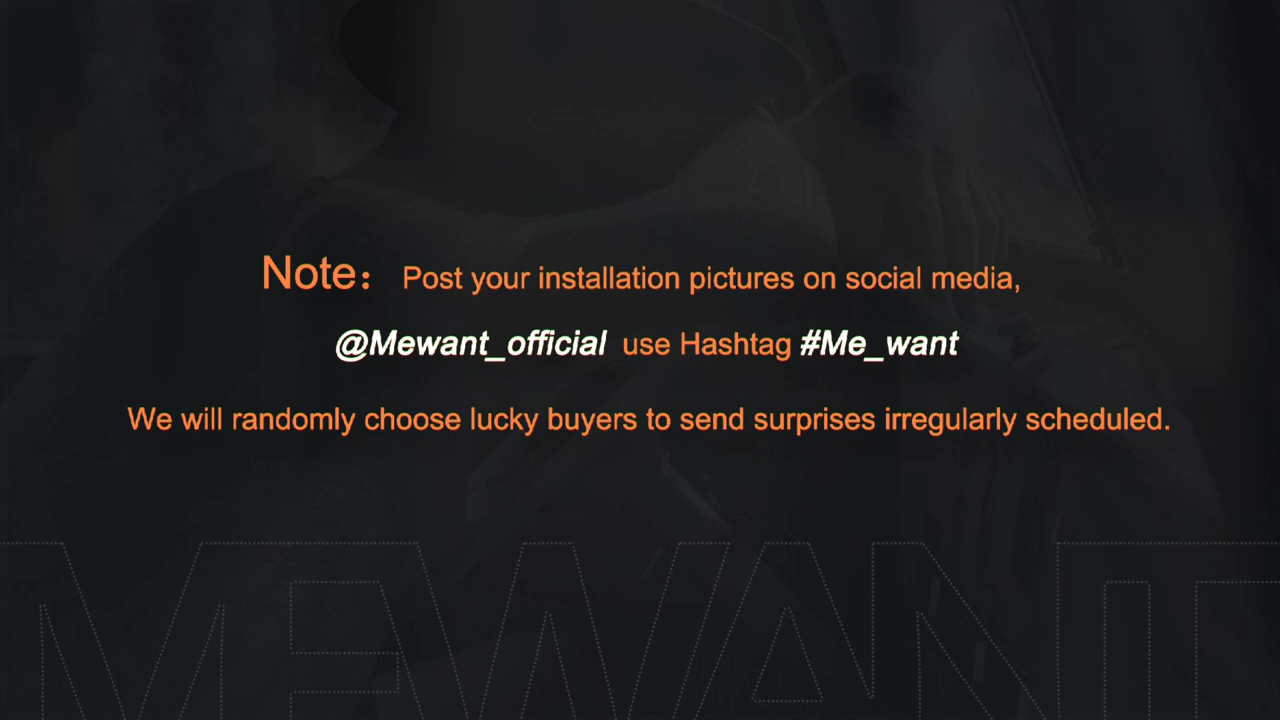 Note： Post your installation pictures on social media,
@Mewant_official use Hashtag #Me_want
We will randomly choose lucky buyers to send surprises irregularly scheduled.
MEWANT